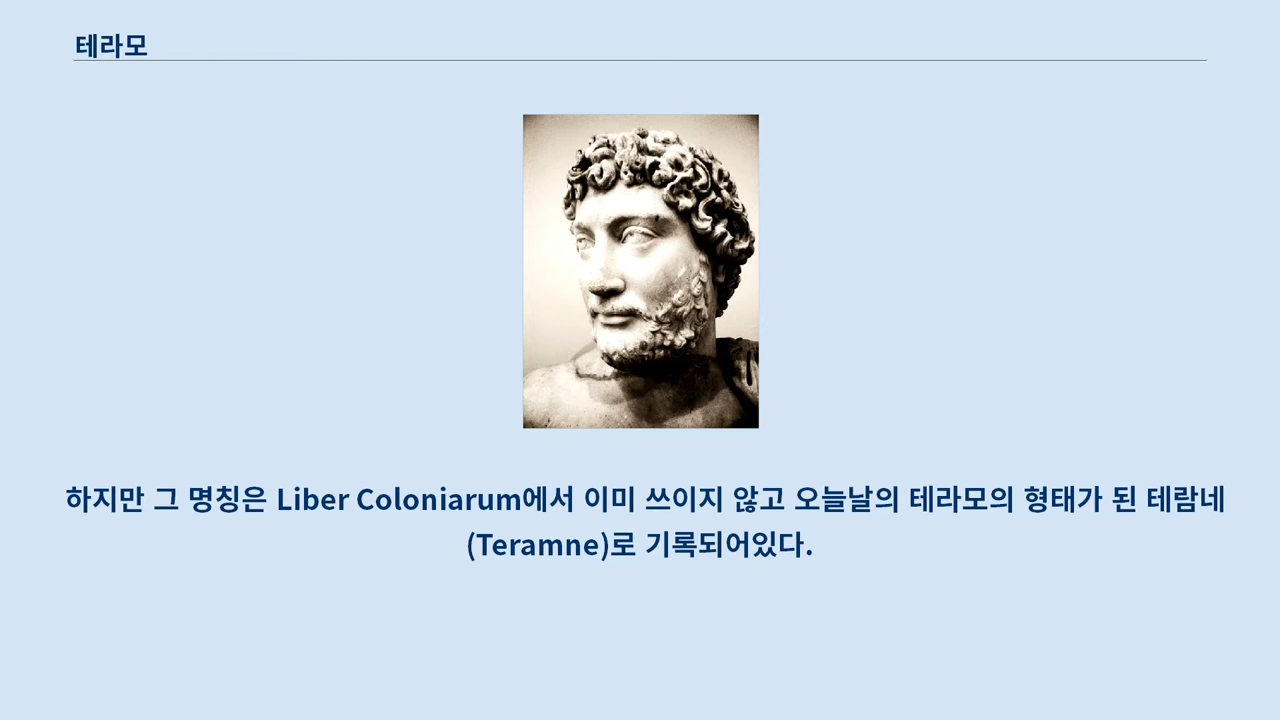 테라모
하지만 그 명칭은 Liber Coloniarum에서 이미 쓰이지 않고 오늘날의 테라모의 형태가 된 테람네
(Teramne)로 기록되어있다.